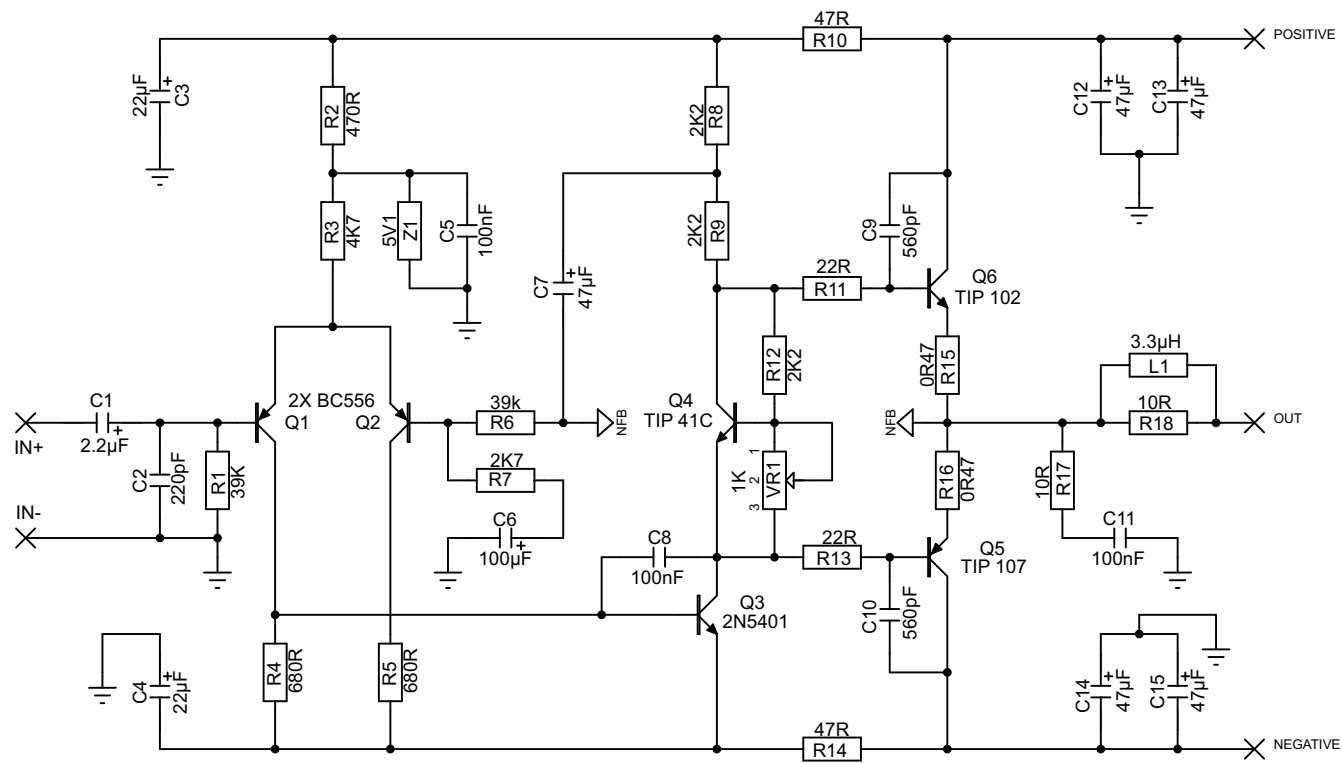 47R
R10
POSITIVE
22µF
+
C3
R2
470R
2K2
R8
C12
+
47µF
C13
+
47µF
R3
4K7
5V1
Z1
C5
100nF
2K2
R9
C9
560pF
C7
+
47µF
22R
R11
Q6
TIP 102
R12
2K2
0R47
R15
3.3µH
L1
C1
+
2.2µF
IN+
2X BC556
Q1
Q2
39k
R6
NFB
Q4
TIP 41C
NFB
10R
R18
OUT
C2
220pF
R1
39K
2K7
R7
1K
1
2
3
VR1
R16
0R47
10R
R17
IN-
C6
+
100µF
C8
100nF
22R
R13
Q5
TIP 107
C11
100nF
Q3
2N5401
C10
560pF
C4
+
22µF
R4
680R
R5
680R
C14
+
47µF
C15
+
47µF
47R
R14
NEGATIVE